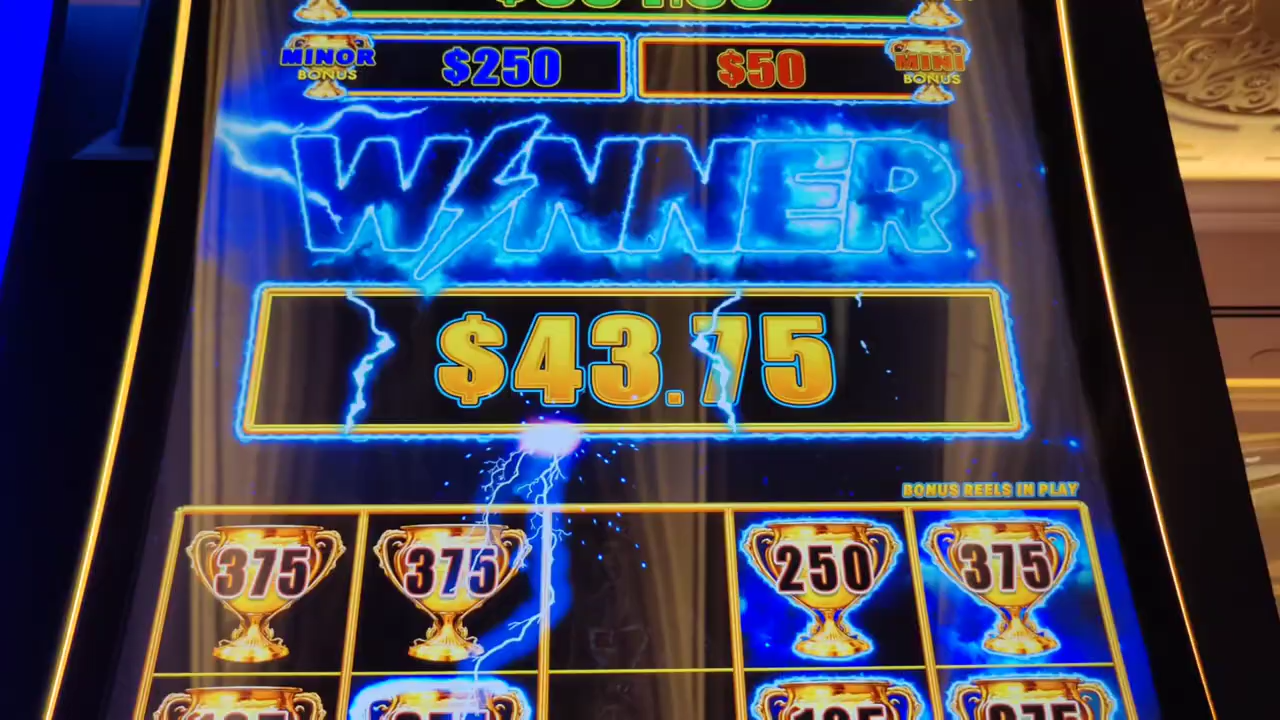 MINOR
BONUS
$250
$50
MINI
BONUS
WINNER
$43.75
BONUS REELS IN PLAY
375 375 250 375